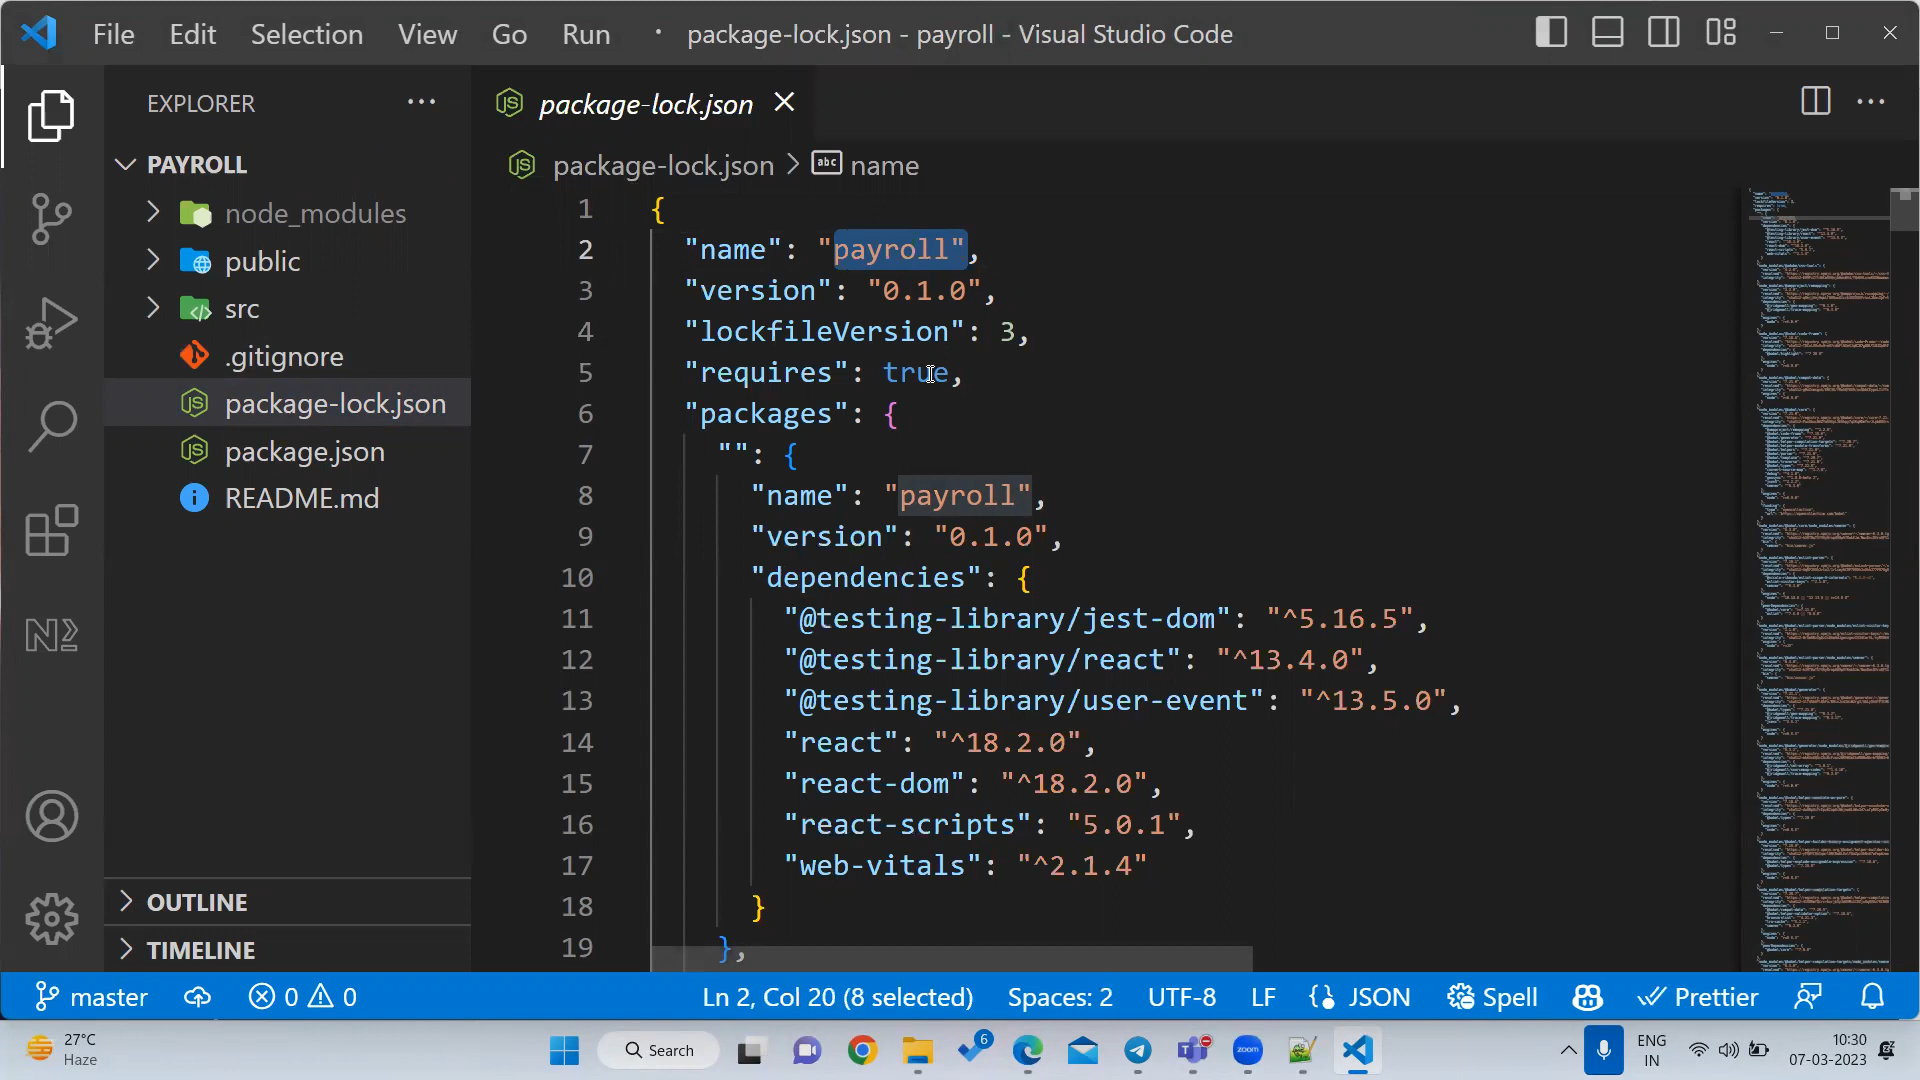 File Edit Selection View Go Run package-lock.json - payroll - Visual Studio Code
EXPLORER
package-lock.json
PAYROLL
package-lock.json > abc name
node_modules
public
src
.gitignore
package-lock.json
package.json
README.md
1 {
2 "name": "payroll",
3 "version": "0.1.0",
4 "lockfileVersion": 3,
5 "requires": true,
6 "packages": {
7 "": {
8 "name": "payroll",
9 "version": "0.1.0",
10 "dependencies": {
11 "@testing-library/jest-dom": "^5.16.5",
12 "@testing-library/react": "^13.4.0",
13 "@testing-library/user-event": "^13.5.0",
14 "react": "^18.2.0",
15 "react-dom": "^18.2.0",
16 "react-scripts": "5.0.1",
17 "web-vitals": "^2.1.4"
18 }
19 },
OUTLINE
TIMELINE
master 0 0 Ln 2, Col 20 (8 selected) Spaces: 2 UTF-8 LF {} JSON Spell Prettier
27°C
Haze
Search
6
zoom
ENG
IN
10:30
07-03-2023